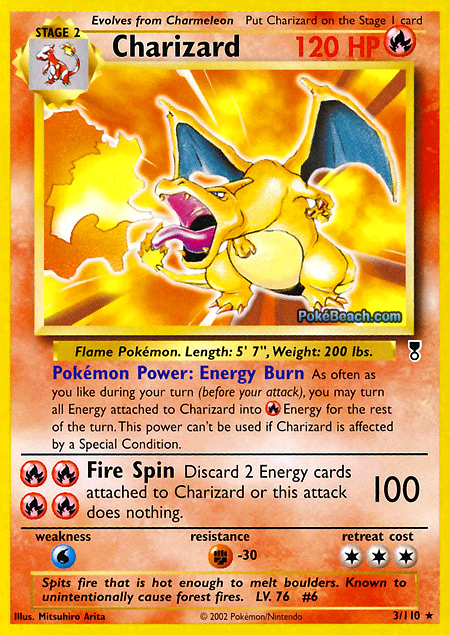 Evolves from Charmeleon Put Charizard on the Stage 1 card
STAGE 2
Charizard 120 HP
PokéBeach.com
Flame Pokémon. Length: 5' 7", Weight: 200 lbs.
Pokémon Power: Energy Burn As often as
you like during your turn (before your attack), you may
turn all Energy attached to Charizard into Energy for the rest
of the turn. This power can't be used if Charizard is affected
by a Special Condition.
Fire Spin Discard 2 Energy cards
attached to Charizard or this attack
does nothing.
100
weakness resistance retreat cost
-30
Spits fire that is hot enough to melt boulders. Known to
unintentionally cause forest fires. LV. 76 #6
Illus. Mitsuhiro Arita © 2002 Pokémon/Nintendo 3/110 ★